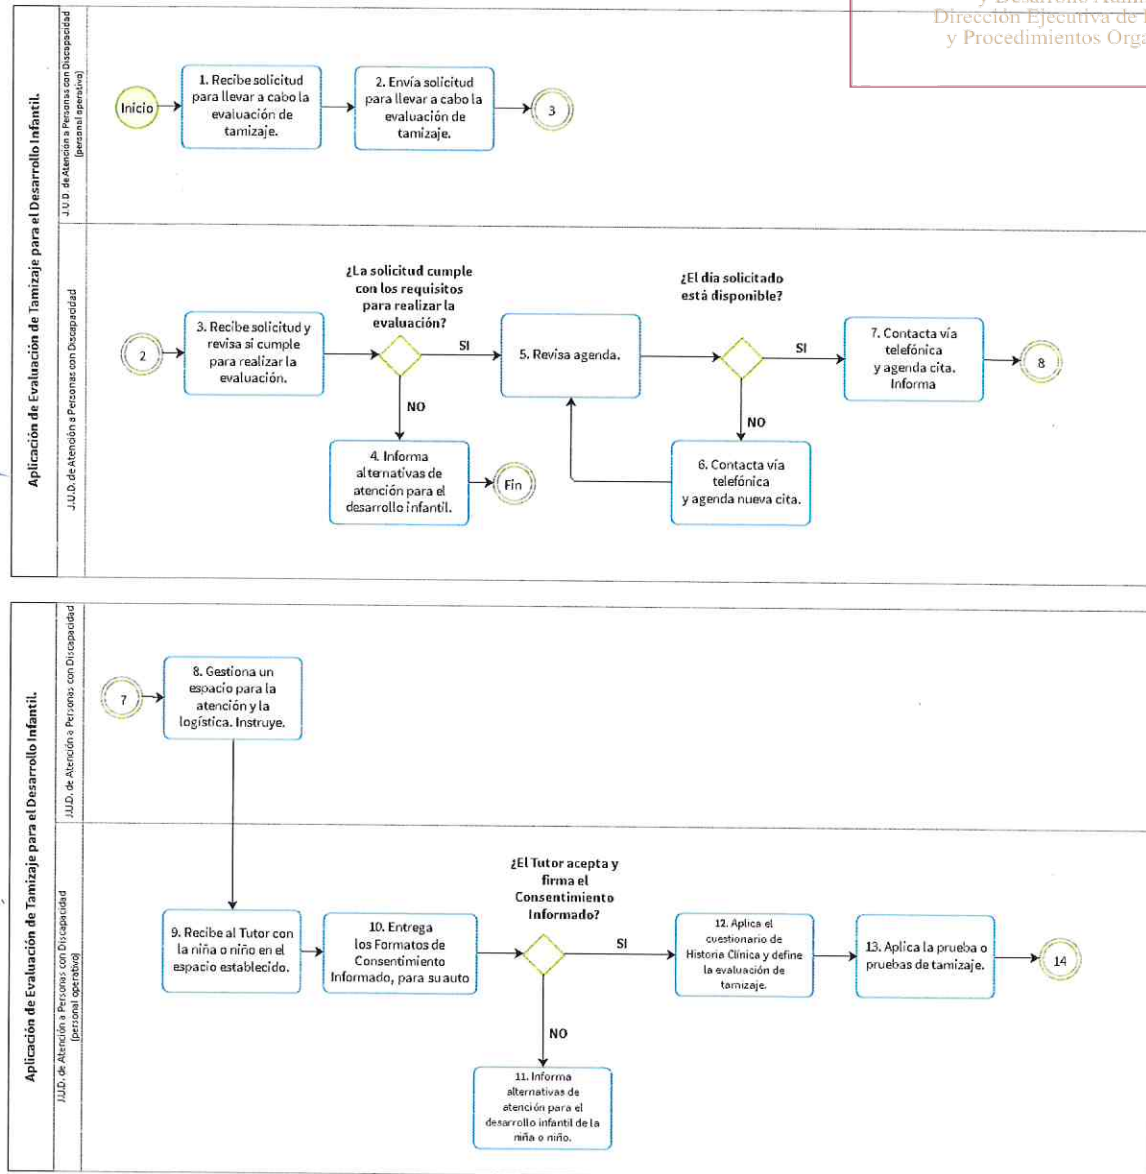 y Desarrollo
Dirección Ejecutiva de
y Procedimientos
Aplicación de Evaluación de Tamizaje para el Desarrollo Infantil.
J.U.D. de Atención a Personas con Discapacidad
(personal operativo)
Inicio
1. Recibe solicitud
para llevar a cabo la
evaluación de
tamizaje.
2. Envía solicitud
para llevar a cabo la
evaluación de
tamizaje.
3
J.U.D. de Atención a Personas con Discapacidad
2
3. Recibe solicitud y
revisa si cumple
para realizar la
evaluación.
¿La solicitud cumple
con los requisitos
para realizar la
evaluación?
SI
NO
4. Informa
alternativas de
atención para el
desarrollo infantil.
Fin
5. Revisa agenda.
¿El día solicitado
está disponible?
SI
NO
6. Contacta vía
telefónica
y agenda nueva cita.
7. Contacta vía
telefónica
y agenda cita.
Informa
8
Aplicación de Evaluación de Tamizaje para el Desarrollo Infantil.
J.U.D. de Atención a Personas con Discapacidad
7
8. Gestiona un
espacio para la
atención y la
logística. Instruye.
J.U.D. de Atención a Personas con Discapacidad
(personal operativo)
9. Recibe al Tutor con
la niña o niño en el
espacio establecido.
10. Entrega
los Formatos de
Consentimiento
Informado, para su auto
¿El Tutor acepta y
firma el
Consentimiento
Informado?
SI
NO
11. Informa
alternativas de
atención para el
desarrollo infantil de la
niña o niño.
12. Aplica el
cuestionario de
Historia Clínica y define
la evaluación de
tamizaje.
13. Aplica la prueba o
pruebas de tamizaje.
14